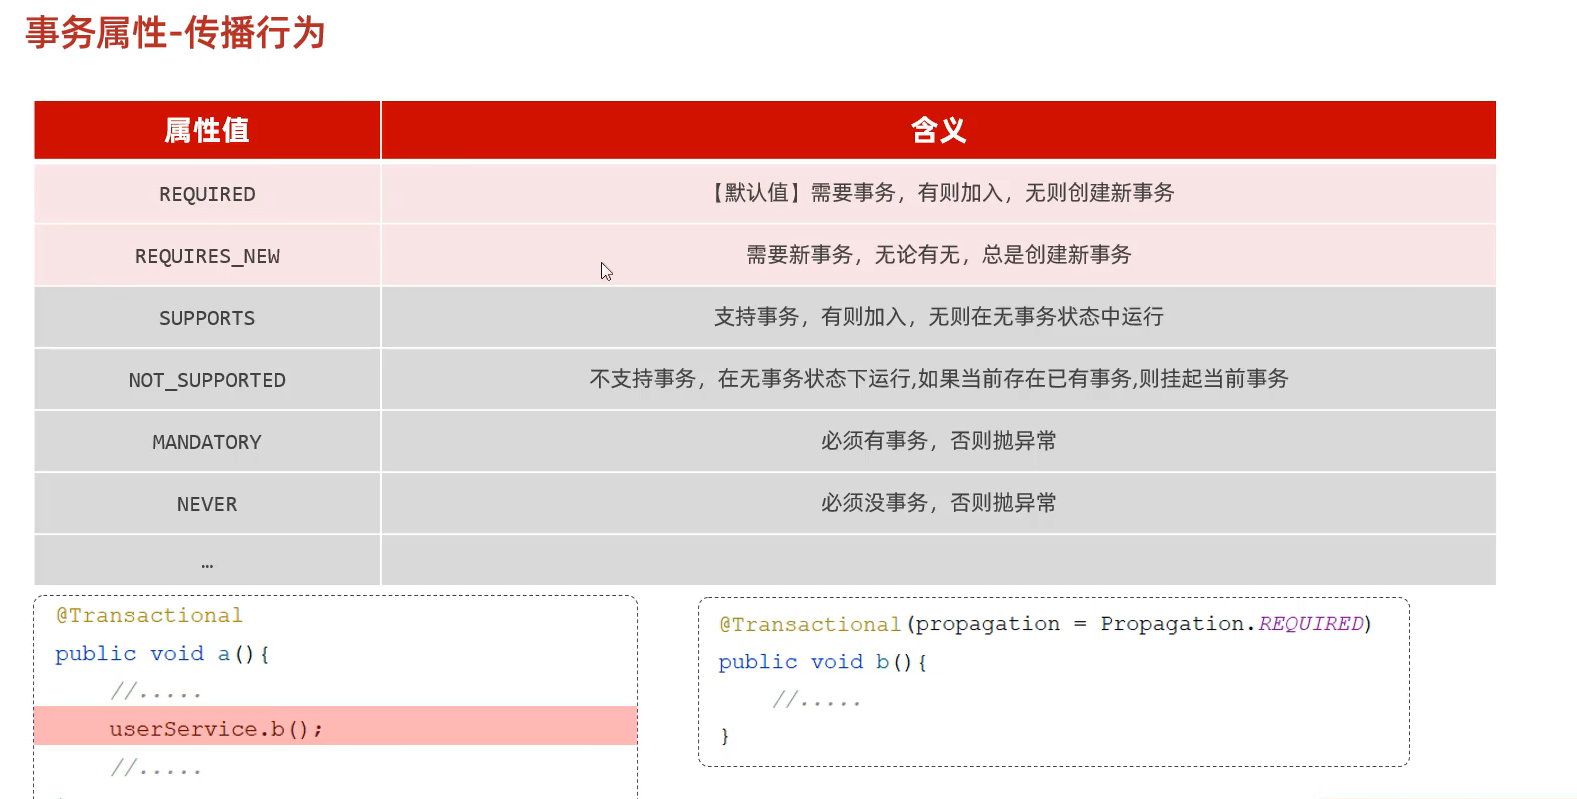 事务属性-传播行为
属性值 含义
REQUIRED 【默认值】需要事务，有则加入，无则创建新事务
REQUIRES_NEW 需要新事务，无论有无，总是创建新事务
SUPPORTS 支持事务，有则加入，无则在无事务状态中运行
NOT_SUPPORTED 不支持事务，在无事务状态下运行,如果当前存在已有事务,则挂起当前事务
MANDATORY 必须有事务，否则抛异常
NEVER 必须没事务，否则抛异常
…
@Transactional
public void a(){
//.....
userService.b();
//.....
@Transactional(propagation = Propagation.REQUIRED)
public void b(){
//.....
}